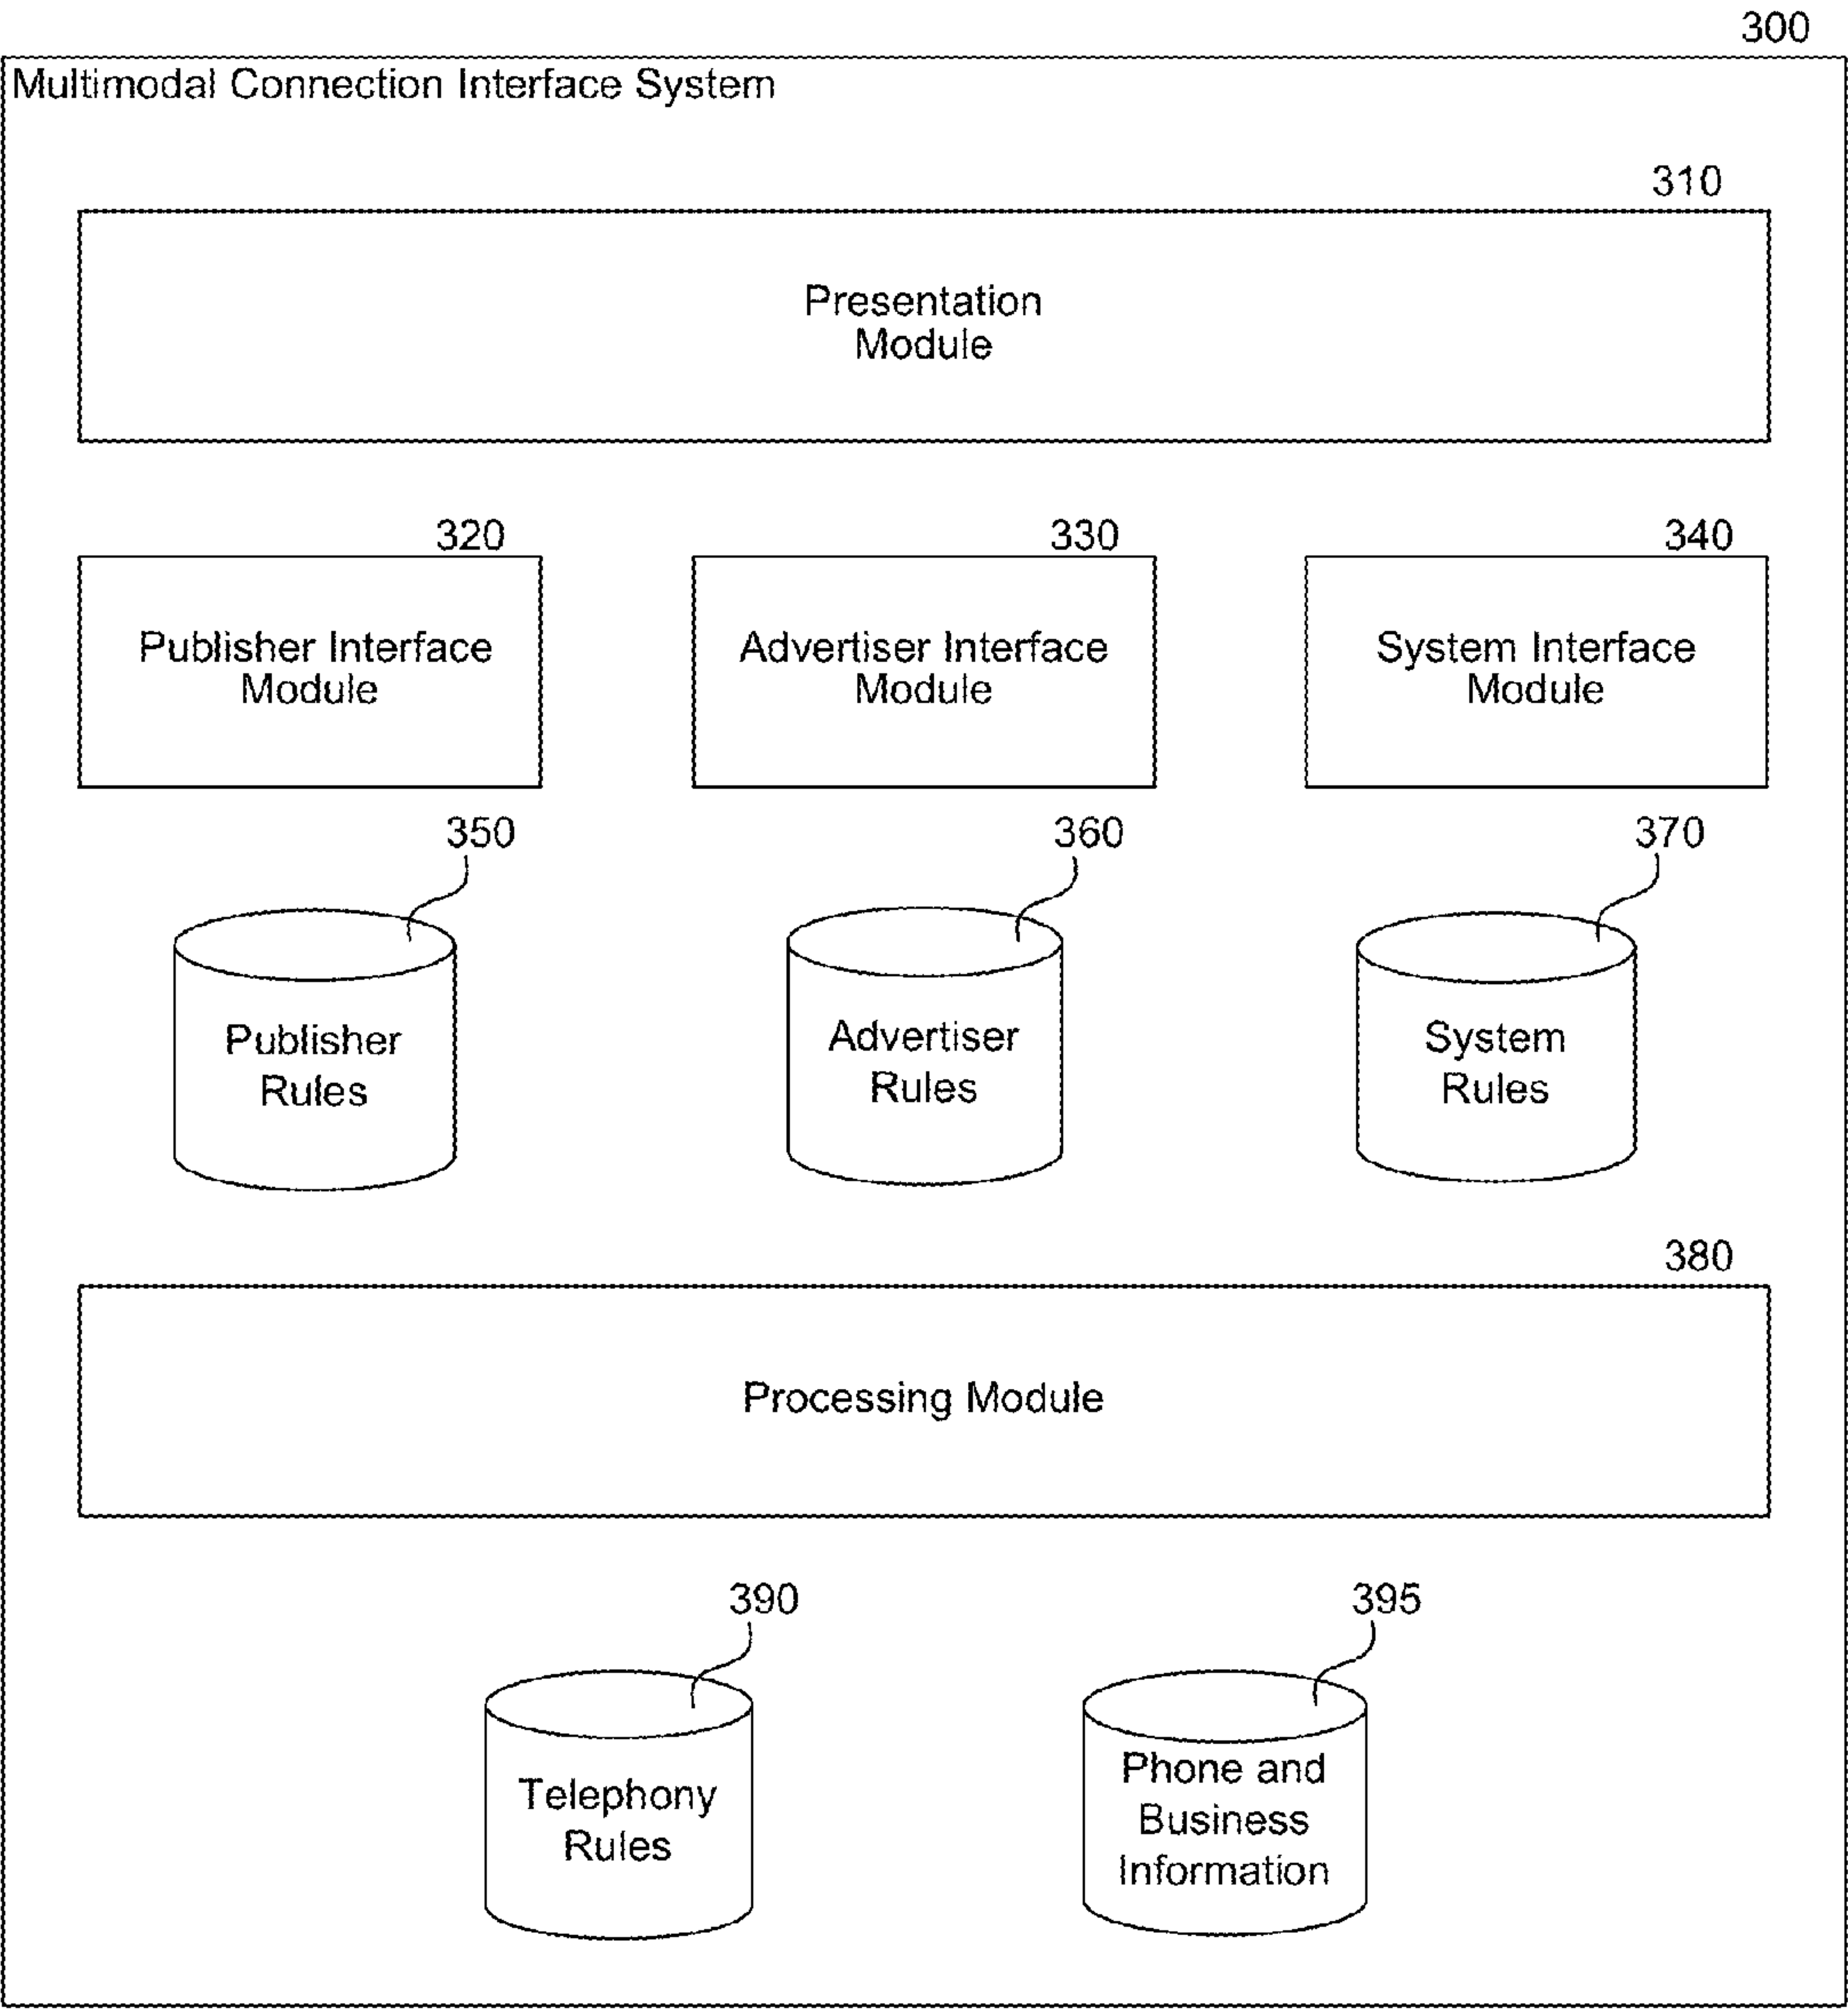 300
Multimodal Connection Interface System
310
Presentation
Module
320
330
340
Publisher Interface
Module
Advertiser Interface
Module
System Interface
Module
350
360
370
Publisher
Rules
Advertiser
Rules
System
Rules
380
Processing Module
390
395
Telephony
Rules
Phone and
Business
Information